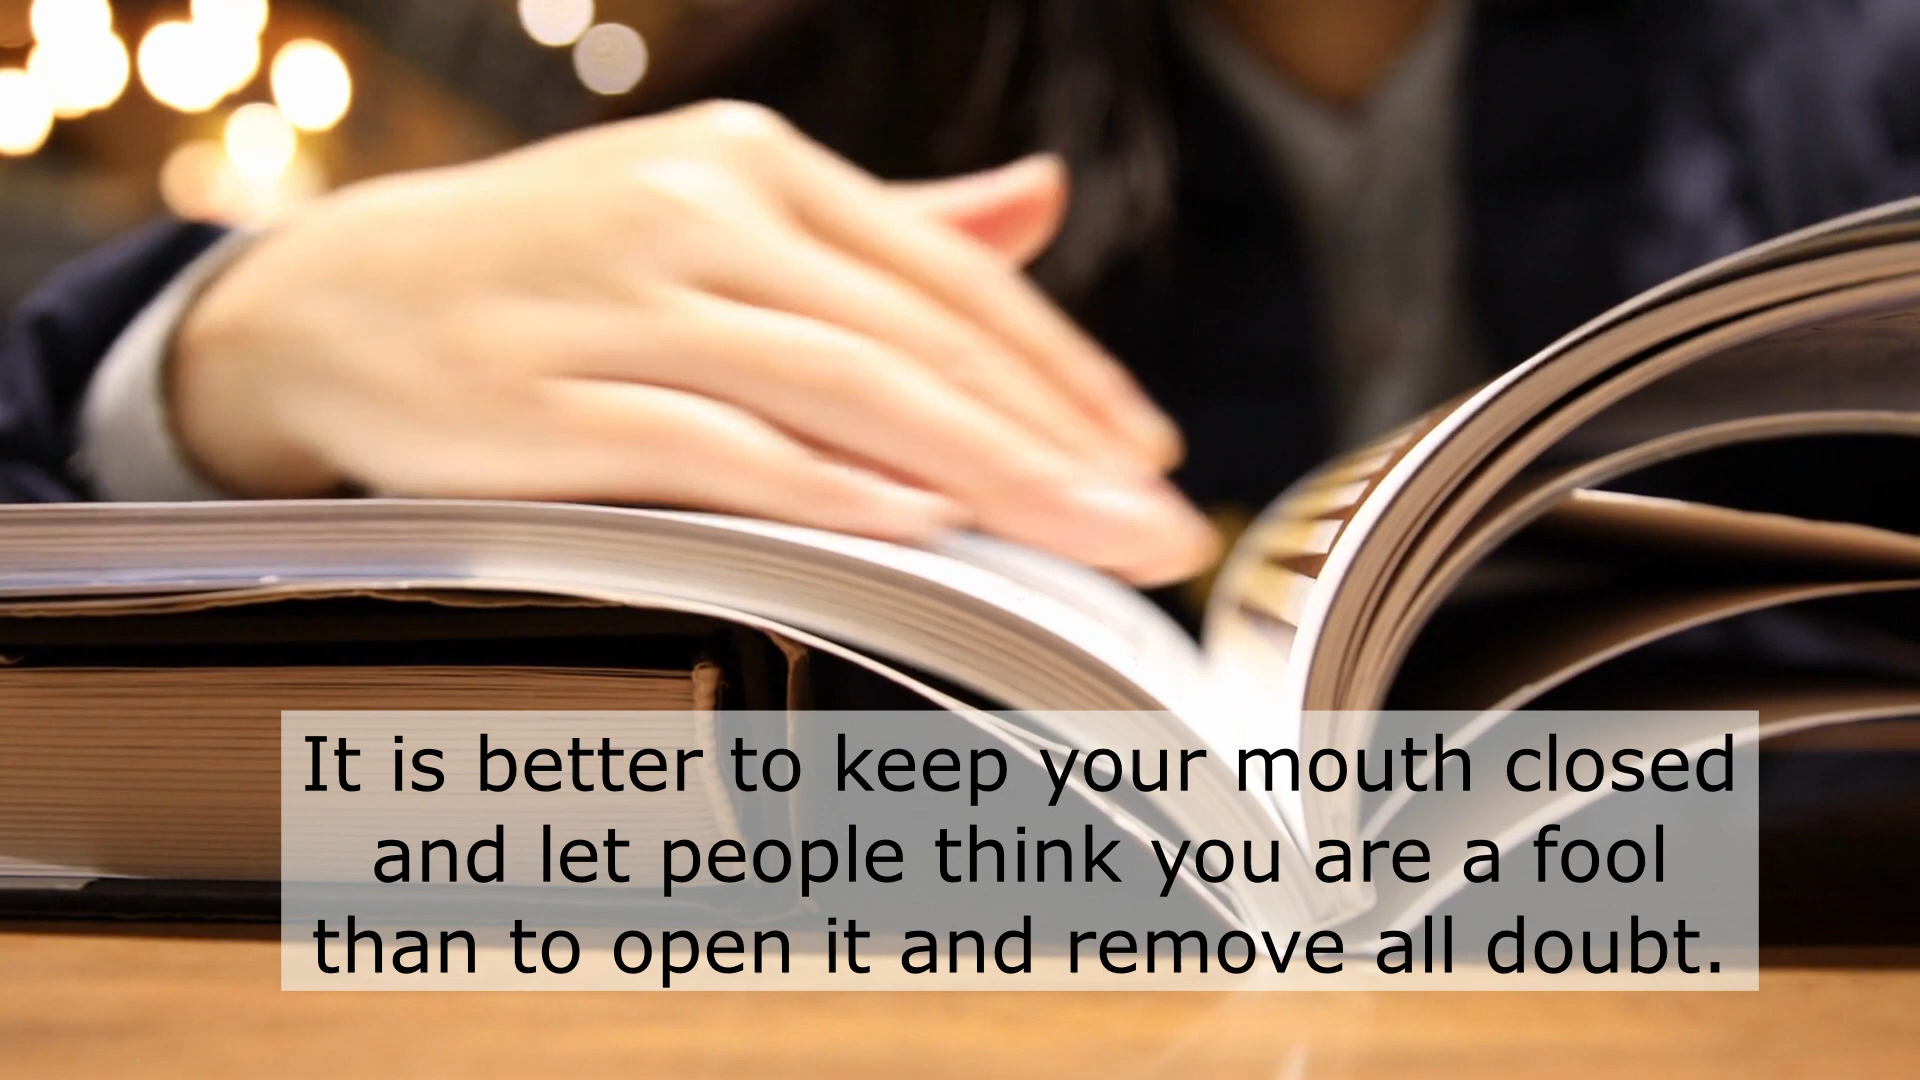 It is better to keep your mouth closed
and let people think you are a fool
than to open it and remove all doubt.